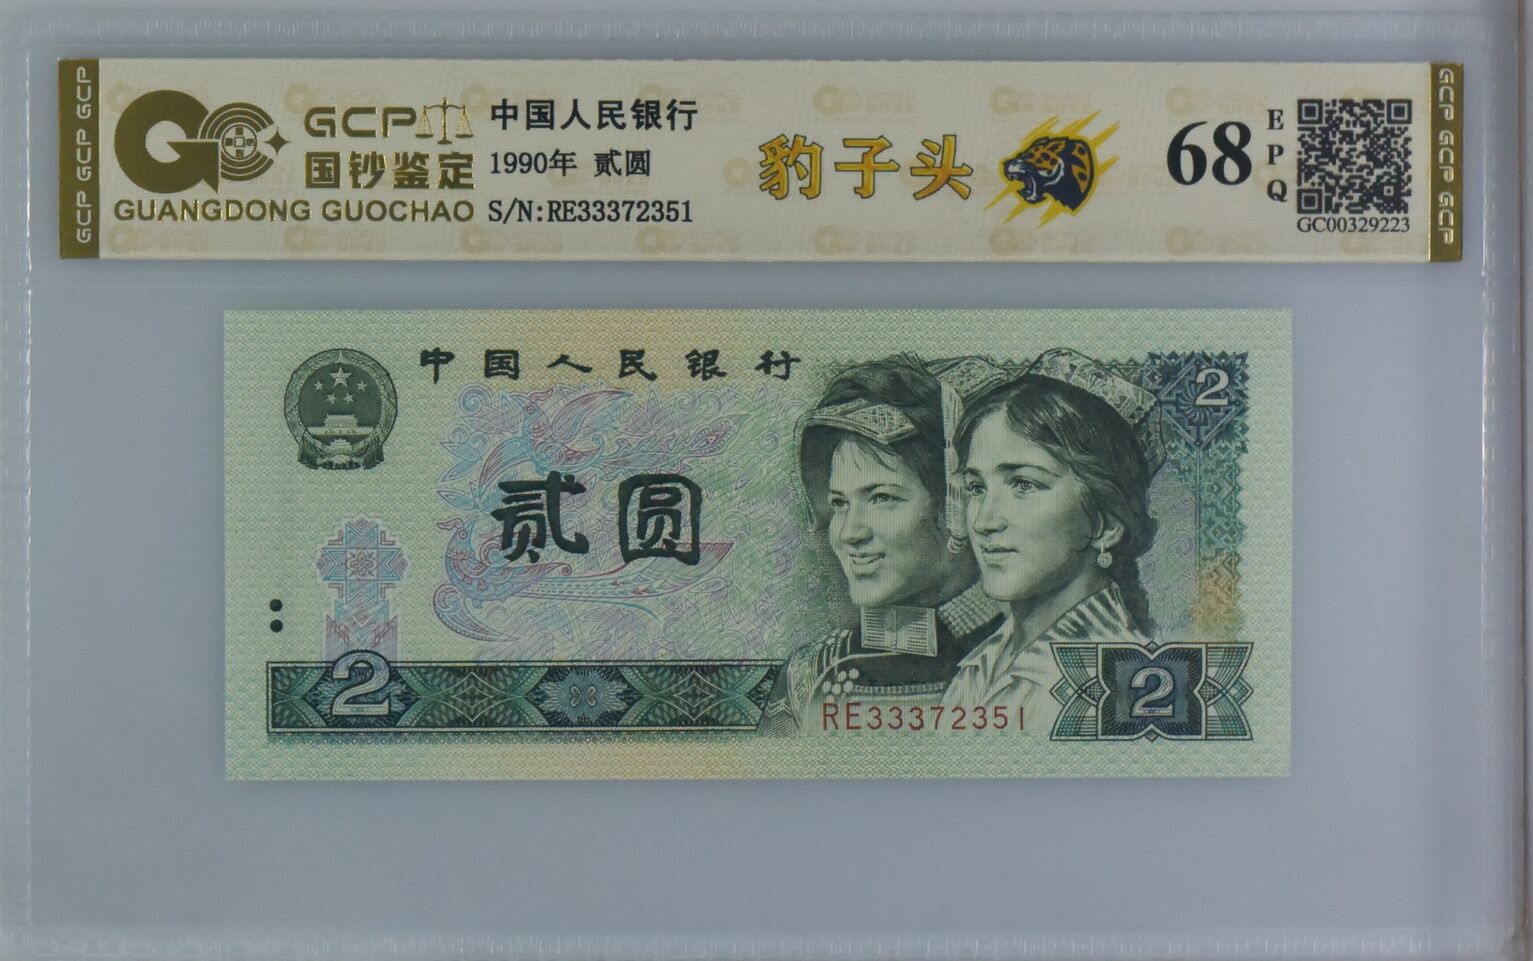 GCP GCP GCP
GCP
国钞鉴定
GUANGDONG GUOCHAO
中国人民银行
1990年 贰圆
S/N:RE33372351
豹子头
68
EPQ
GC00329223
GCP GCP GCP
中国人民银行
2
贰圆
2
RE33372351
2